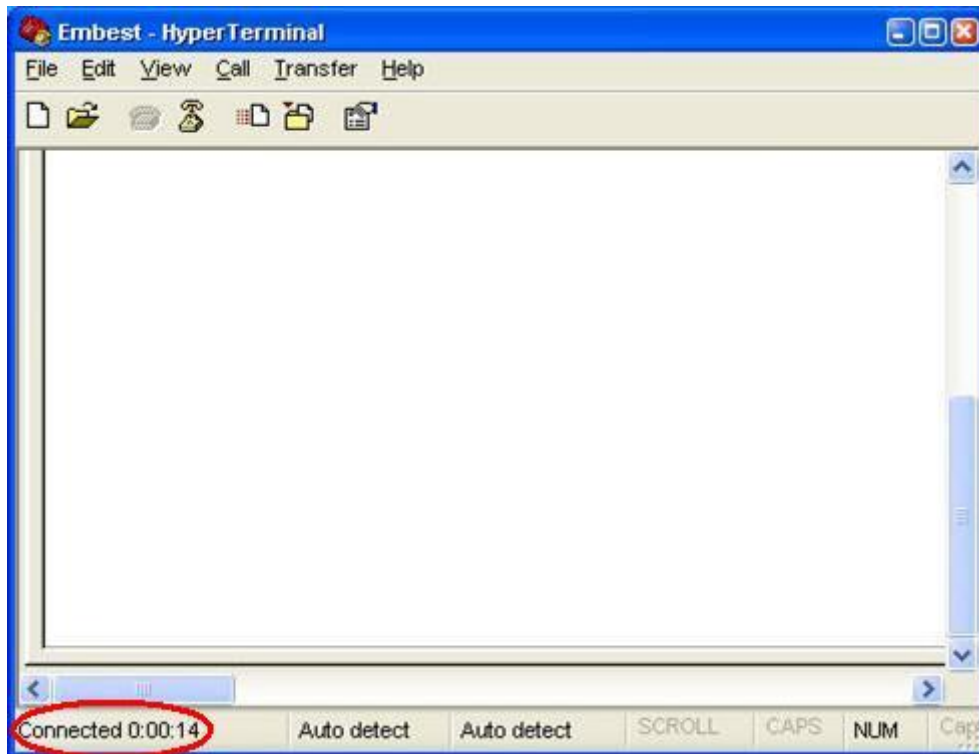 Embest - HyperTerminal
File Edit View Call Transfer Help
Connected 0:00:14 Auto detect Auto detect SCROLL CAPS NUM Cap